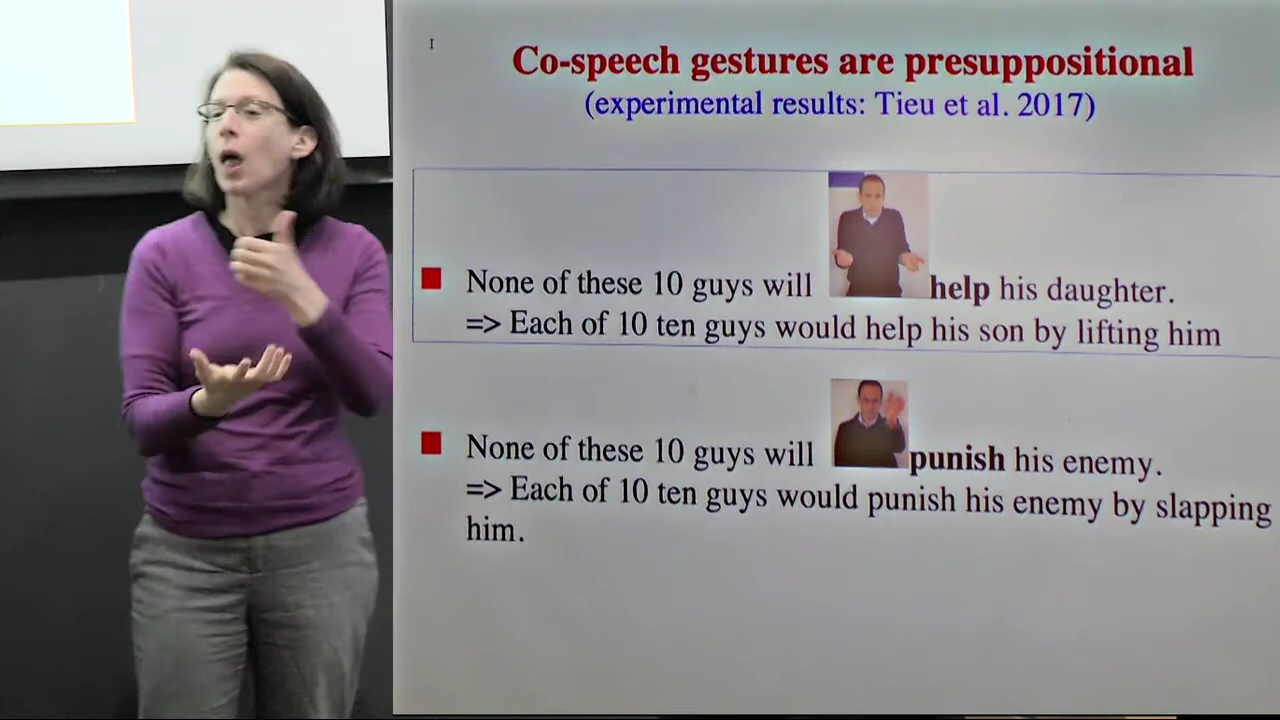 Co-speech gestures are presuppositional
(experimental results: Tieu et al. 2017)
None of these 10 guys will help his daughter.
=> Each of 10 ten guys would help his son by lifting him
None of these 10 guys will punish his enemy.
=> Each of 10 ten guys would punish his enemy by slapping
him.